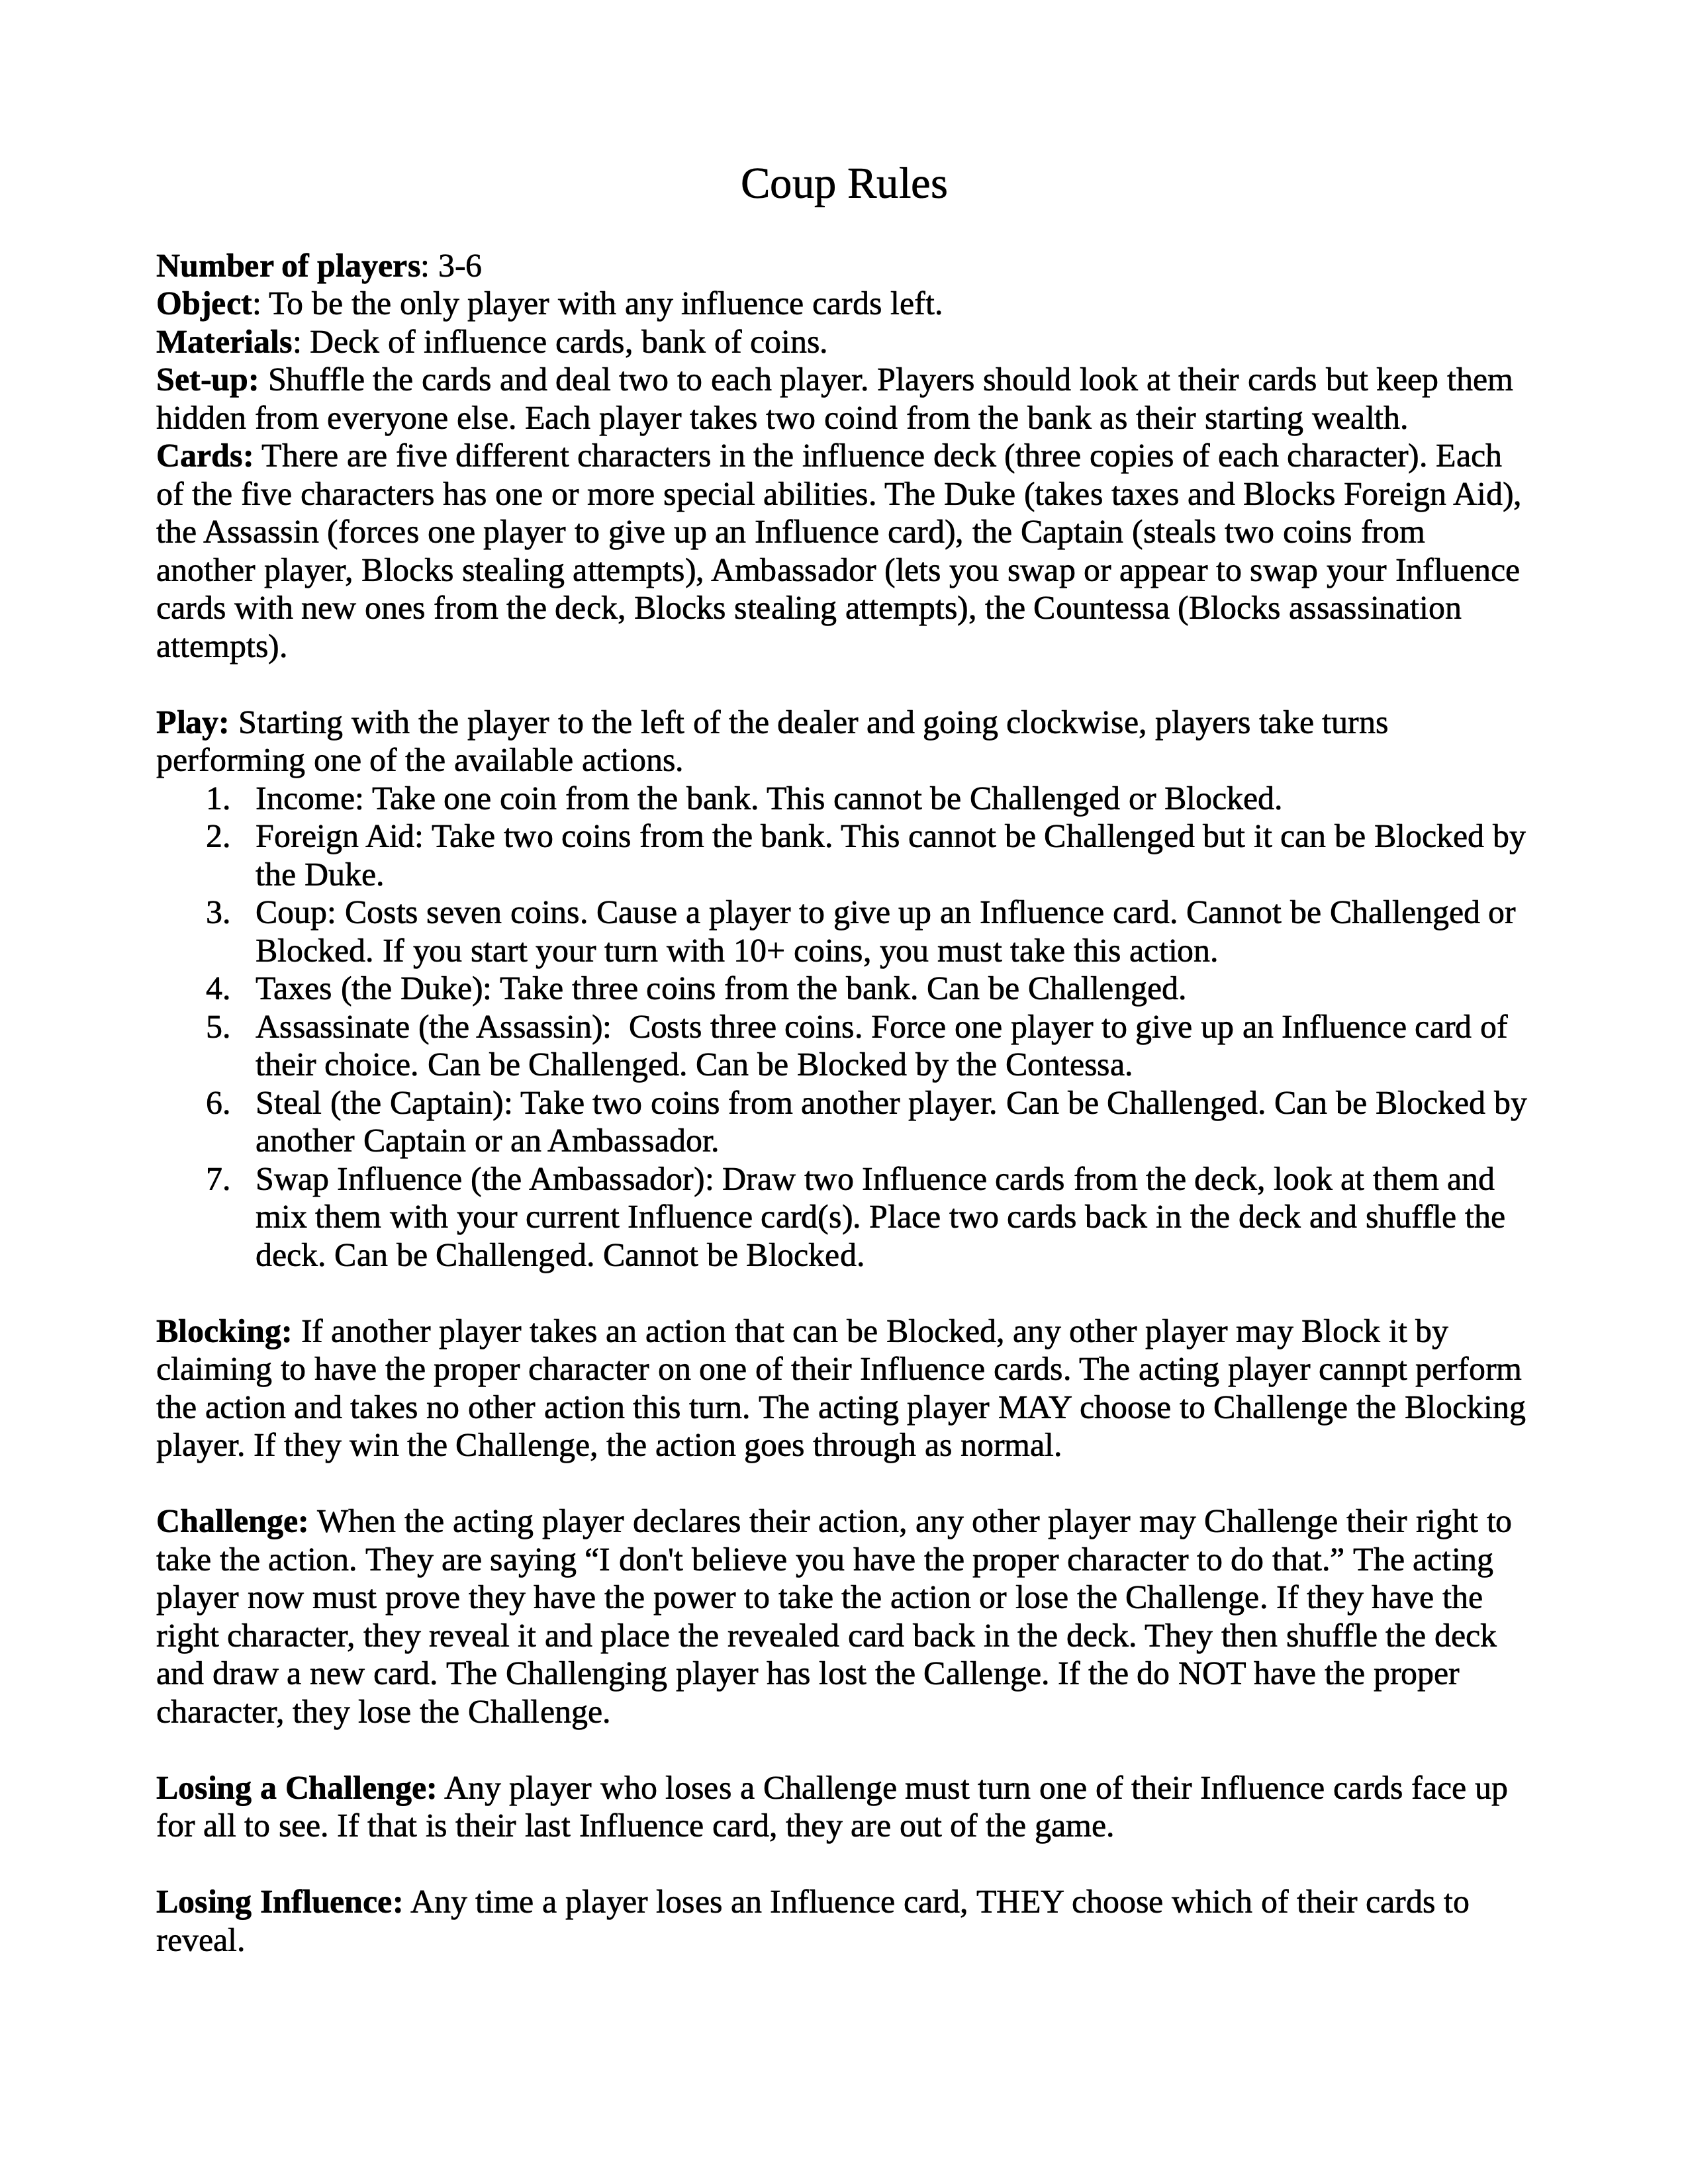 Coup Rules
Number of players: 3-6
Object: To be the only player with any influence cards left.
Materials: Deck of influence cards, bank of coins.
Set-up: Shuffle the cards and deal two to each player. Players should look at their cards but keep them
hidden from everyone else. Each player takes two coind from the bank as their starting wealth.
Cards: There are five different characters in the influence deck (three copies of each character). Each
of the five characters has one or more special abilities. The Duke (takes taxes and Blocks Foreign Aid),
the Assassin (forces one player to give up an Influence card), the Captain (steals two coins from
another player, Blocks stealing attempts), Ambassador (lets you swap or appear to swap your Influence
cards with new ones from the deck, Blocks stealing attempts), the Countessa (Blocks assassination
attempts).
Play: Starting with the player to the left of the dealer and going clockwise, players take turns
performing one of the available actions.
1. Income: Take one coin from the bank. This cannot be Challenged or Blocked.
2. Foreign Aid: Take two coins from the bank. This cannot be Challenged but it can be Blocked by
the Duke.
3. Coup: Costs seven coins. Cause a player to give up an Influence card. Cannot be Challenged or
Blocked. If you start your turn with 10+ coins, you must take this action.
4. Taxes (the Duke): Take three coins from the bank. Can be Challenged.
5. Assassinate (the Assassin):  Costs three coins. Force one player to give up an Influence card of
their choice. Can be Challenged. Can be Blocked by the Contessa.
6. Steal (the Captain): Take two coins from another player. Can be Challenged. Can be Blocked by
another Captain or an Ambassador.
7. Swap Influence (the Ambassador): Draw two Influence cards from the deck, look at them and
mix them with your current Influence card(s). Place two cards back in the deck and shuffle the
deck. Can be Challenged. Cannot be Blocked.
Blocking: If another player takes an action that can be Blocked, any other player may Block it by
claiming to have the proper character on one of their Influence cards. The acting player cannpt perform
the action and takes no other action this turn. The acting player MAY choose to Challenge the Blocking
player. If they win the Challenge, the action goes through as normal.
Challenge: When the acting player declares their action, any other player may Challenge their right to
take the action. They are saying “I don't believe you have the proper character to do that.” The acting
player now must prove they have the power to take the action or lose the Challenge. If they have the
right character, they reveal it and place the revealed card back in the deck. They then shuffle the deck
and draw a new card. The Challenging player has lost the Callenge. If the do NOT have the proper
character, they lose the Challenge.
Losing a Challenge: Any player who loses a Challenge must turn one of their Influence cards face up
for all to see. If that is their last Influence card, they are out of the game.
Losing Influence: Any time a player loses an Influence card, THEY choose which of their cards to
reveal.